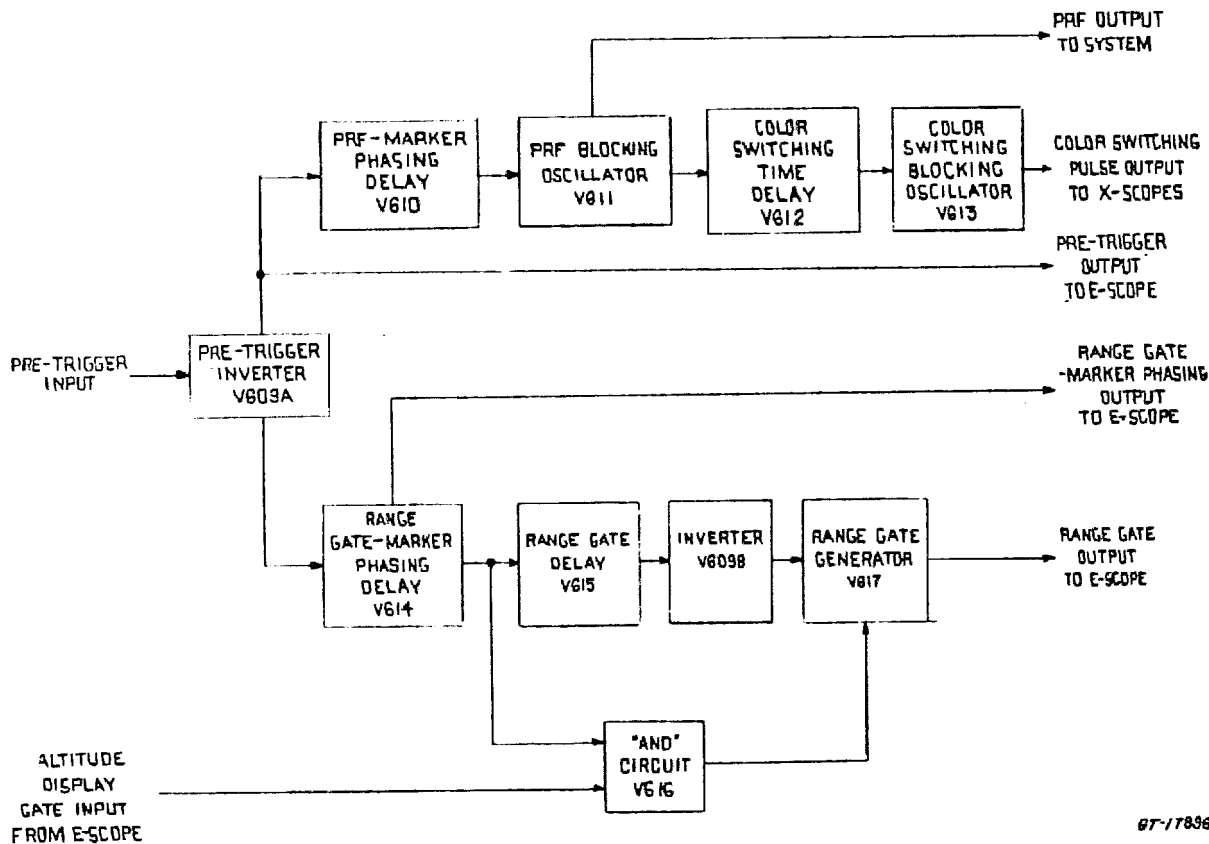 PRF OUTPUT
TO SYSTEM
PRF-MARKER
PHASING
DELAY
V610
PRF BLOCKING
OSCILLATOR
V611
COLOR
SWITCHING
TIME
DELAY
V612
COLOR
SWITCHING
BLOCKING
OSCILLATOR
V613
COLOR SWITCHING
PULSE OUTPUT
TO X-SCOPES
PRE-TRIGGER
OUTPUT
TO E-SCOPE
PRE-TRIGGER
INPUT
PRE-TRIGGER
INVERTER
V609A
RANGE GATE
-MARKER PHASING
OUTPUT
TO E-SCOPE
RANGE
GATE-MARKER
PHASING
DELAY
V614
RANGE GATE
DELAY
V615
INVERTER
V609B
RANGE GATE
GENERATOR
V617
RANGE GATE
OUTPUT
TO E-SCOPE
"AND"
CIRCUIT
V616
ALTITUDE
DISPLAY
GATE INPUT
FROM E-SCOPE
GT-17896